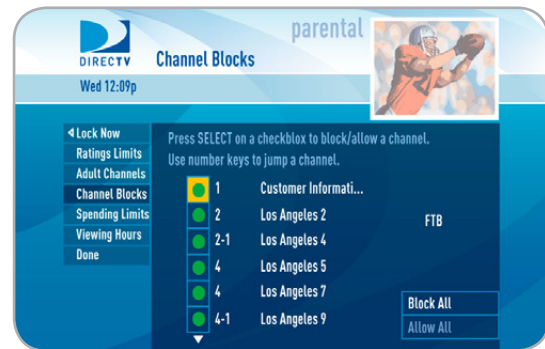 parental
DIRECTV
Channel Blocks
Wed 12:09p
Lock Now
Ratings Limits
Adult Channels
Channel Blocks
Spending Limits
Viewing Hours
Done
Press SELECT on a checkblox to block/allow a channel.
Use number keys to jump a channel.
1 Customer Informati...
2 Los Angeles 2
2-1 Los Angeles 4
4 Los Angeles 5
4 Los Angeles 7
4-1 Los Angeles 9
FTB
Block All
Allow All